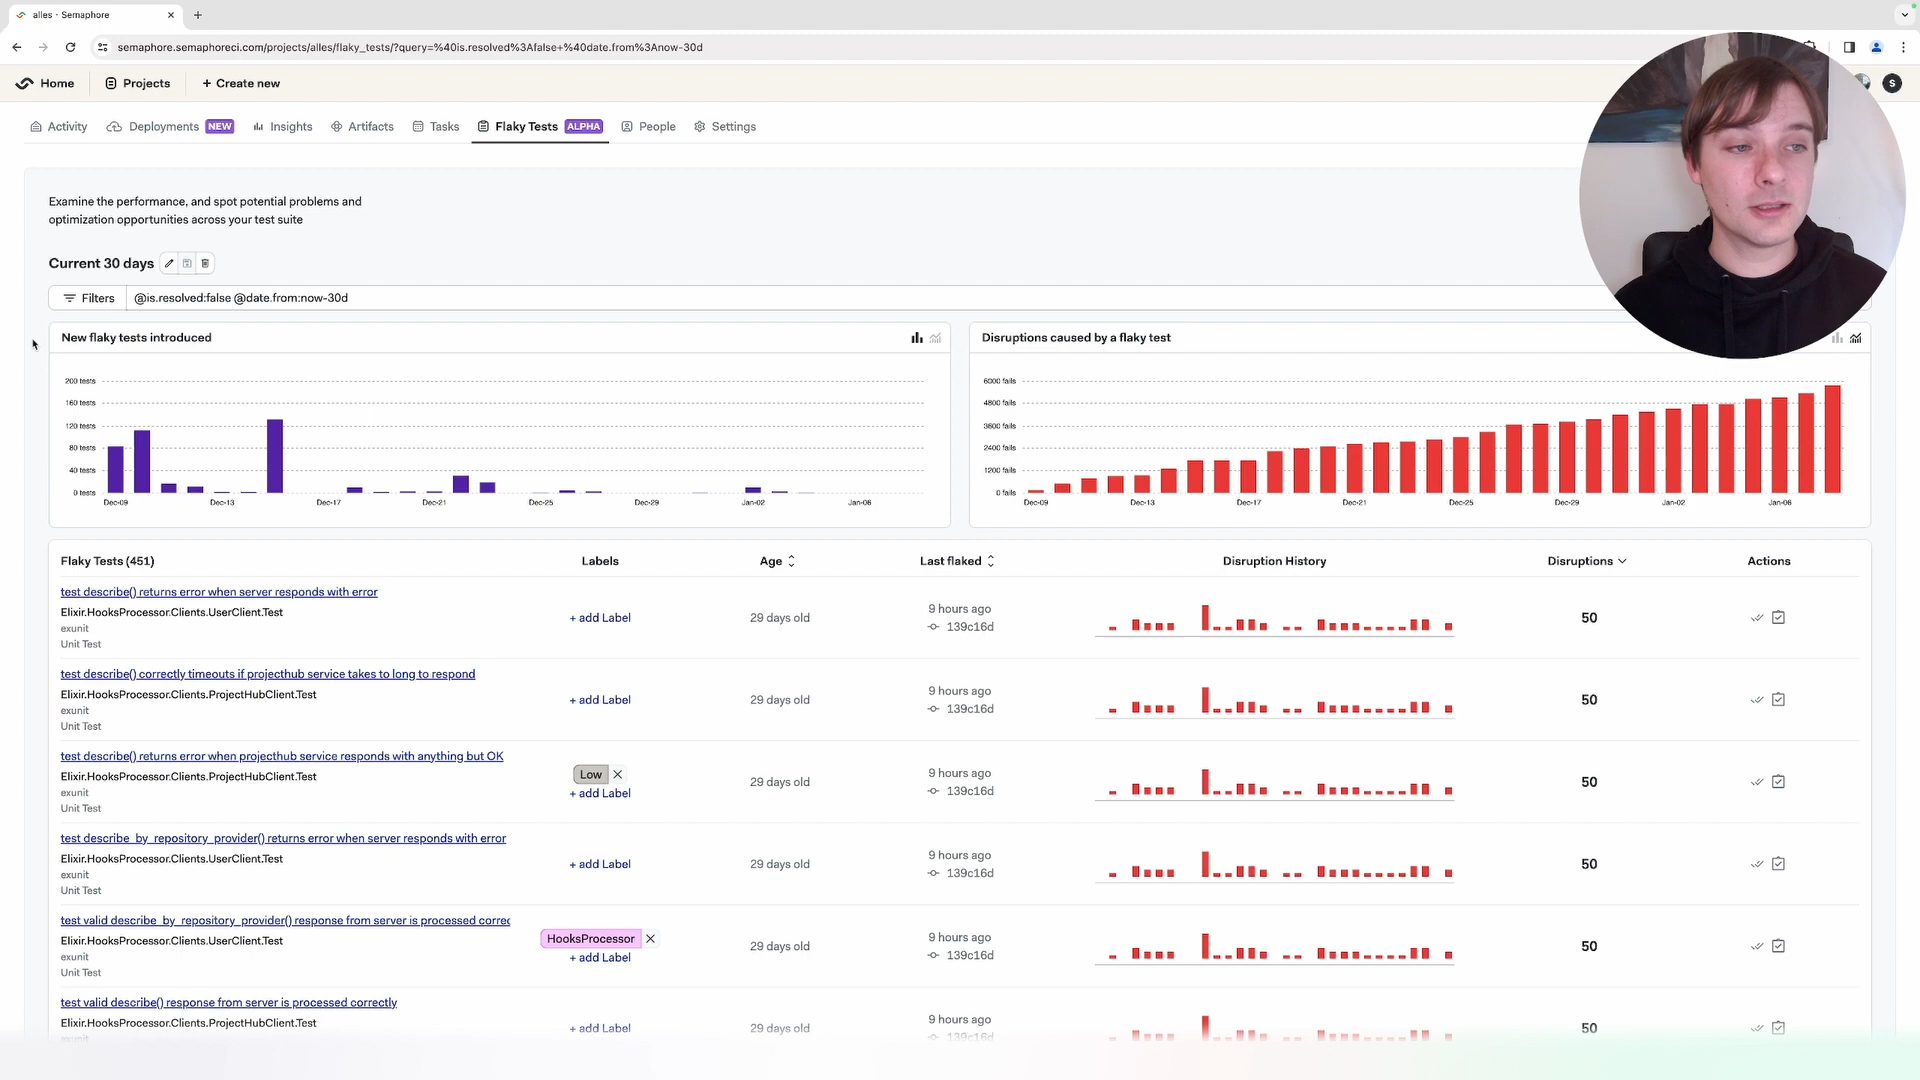 alles - Semaphore
semaphore.semaphoreci.com/projects/alles/flaky_tests/?query=%40is.resolved%3Afalse+%40date.from%3Anow-30d
Home
Projects
+ Create new
S
Activity
Deployments NEW
Insights
Artifacts
Tasks
Flaky Tests ALPHA
People
Settings
Examine the performance, and spot potential problems and
optimization opportunities across your test suite
Current 30 days
Filters
@is.resolved:false @date.from:now-30d
New flaky tests introduced
200 tests
160 tests
120 tests
80 tests
40 tests
0 tests
Dec-09 Dec-13 Dec-17 Dec-21 Dec-25 Dec-29 Jan-02 Jan-06
Disruptions caused by a flaky test
6000 fails
4800 fails
3600 fails
2400 fails
1200 fails
0 fails
Dec-09 Dec-13 Dec-17 Dec-21 Dec-25 Dec-29 Jan-02 Jan-06
Flaky Tests (451) Labels Age Last flaked Disruption History Disruptions Actions
test describe() returns error when server responds with error
Elixir.HooksProcessor.Clients.UserClient.Test
exunit
Unit Test
+ add Label
29 days old
9 hours ago
139c16d
50
test describe() correctly timeouts if projecthub service takes to long to respond
Elixir.HooksProcessor.Clients.ProjectHubClient.Test
exunit
Unit Test
+ add Label
29 days old
9 hours ago
139c16d
50
test describe() returns error when projecthub service responds with anything but OK
Elixir.HooksProcessor.Clients.ProjectHubClient.Test
exunit
Unit Test
Low
+ add Label
29 days old
9 hours ago
139c16d
50
test describe_by_repository_provider() returns error when server responds with error
Elixir.HooksProcessor.Clients.UserClient.Test
exunit
Unit Test
+ add Label
29 days old
9 hours ago
139c16d
50
test valid describe_by_repository_provider() response from server is processed correc
Elixir.HooksProcessor.Clients.UserClient.Test
exunit
Unit Test
HooksProcessor
+ add Label
29 days old
9 hours ago
139c16d
50
test valid describe() response from server is processed correctly
Elixir.HooksProcessor.Clients.ProjectHubClient.Test
exunit
+ add Label
29 days old
9 hours ago
139c16d
50